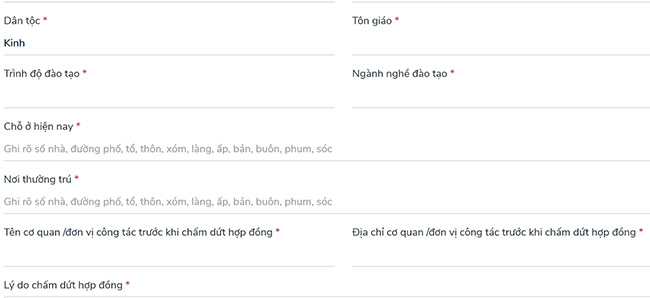 Dân tộc *
Tôn giáo *
Kinh
Trình độ đào tạo *
Ngành nghề đào tạo *
Chỗ ở hiện nay *
Ghi rõ số nhà, đường phố, tổ, thôn, xóm, làng, ấp, bản, buôn, phum, sóc
Nơi thường trú *
Ghi rõ số nhà, đường phố, tổ, thôn, xóm, làng, ấp, bản, buôn, phum, sóc
Tên cơ quan /đơn vị công tác trước khi chấm dứt hợp đồng *
Địa chỉ cơ quan /đơn vị công tác trước khi chấm dứt hợp đồng *
Lý do chấm dứt hợp đồng *